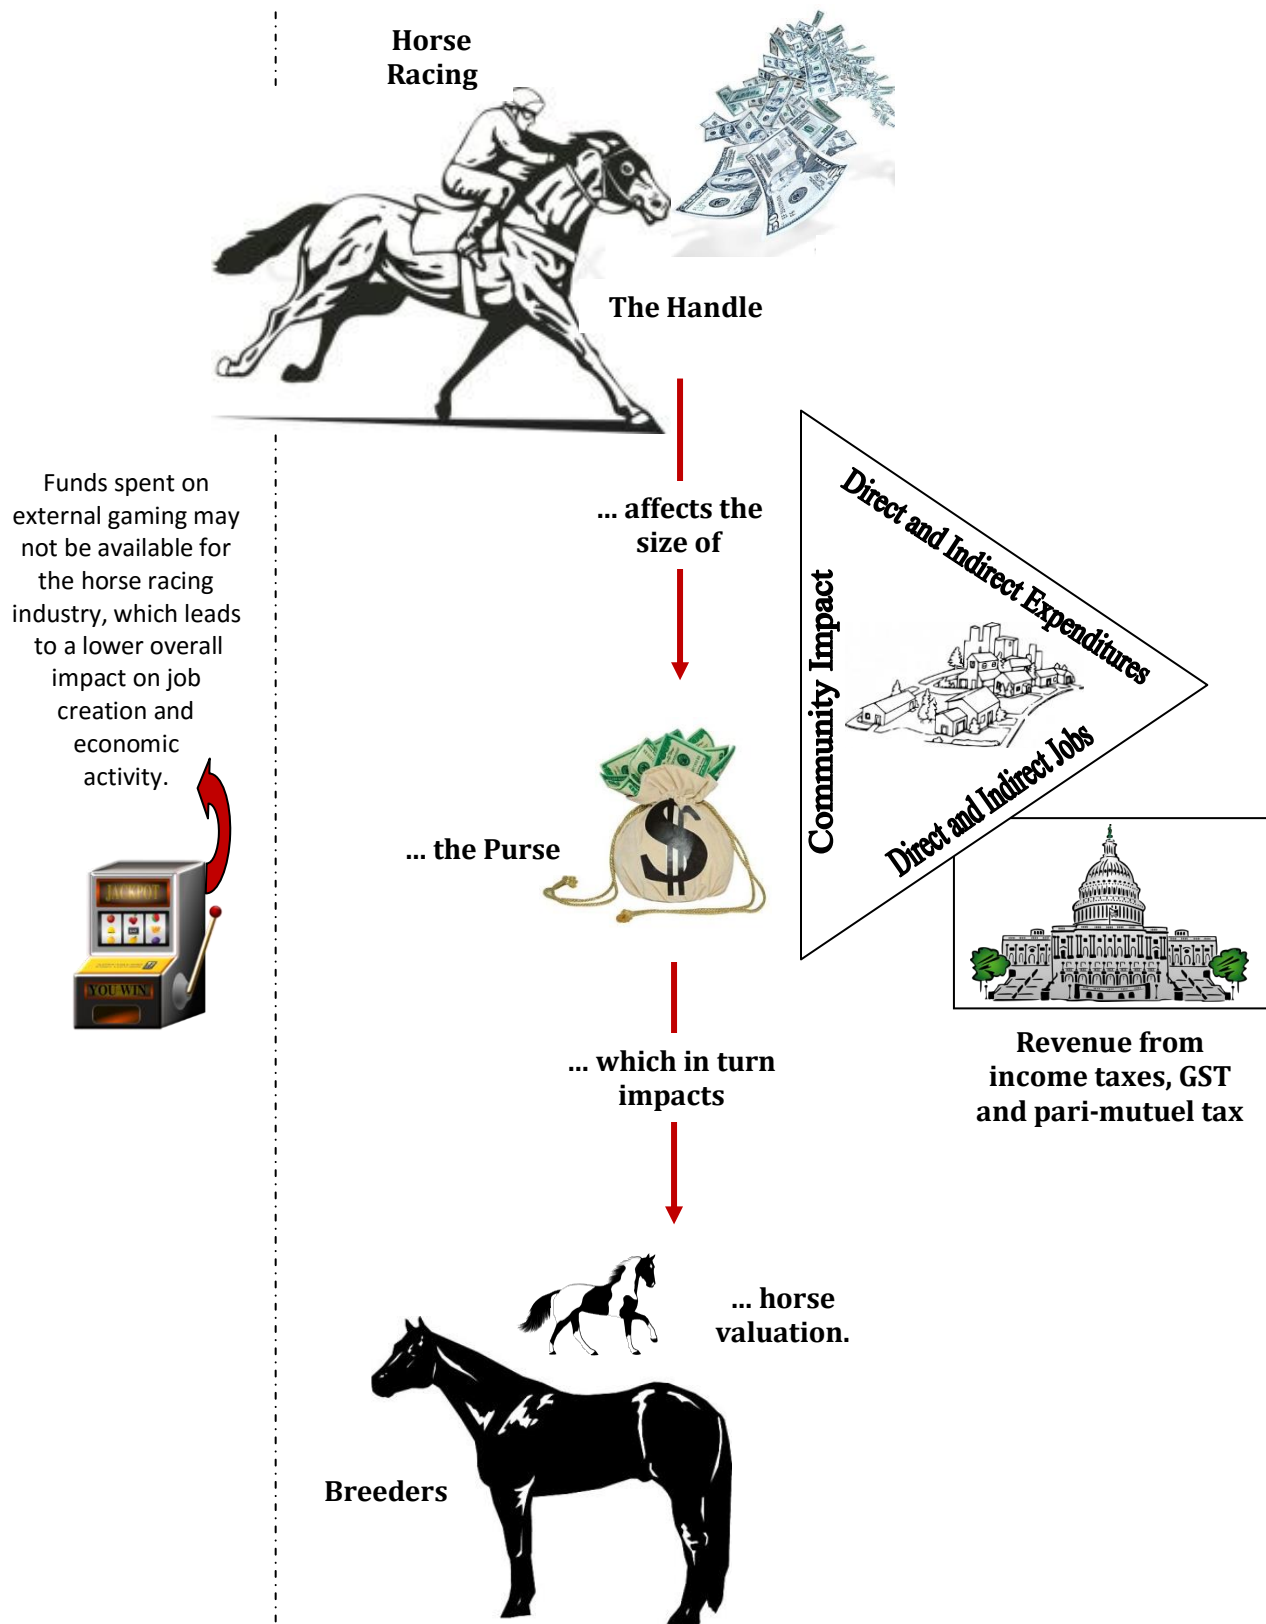 Horse
Racing
The Handle
Funds spent on
external gaming may
not be available for
the horse racing
industry, which leads
to a lower overall
impact on job
creation and
economic
activity.
... affects the
size of
Direct and Indirect Expenditures
Community Impact
Direct and Indirect Jobs
... the Purse
$
JACKPOT
YOU WIN
Revenue from
income taxes, GST
and pari-mutuel tax
... which in turn
impacts
... horse
valuation.
Breeders